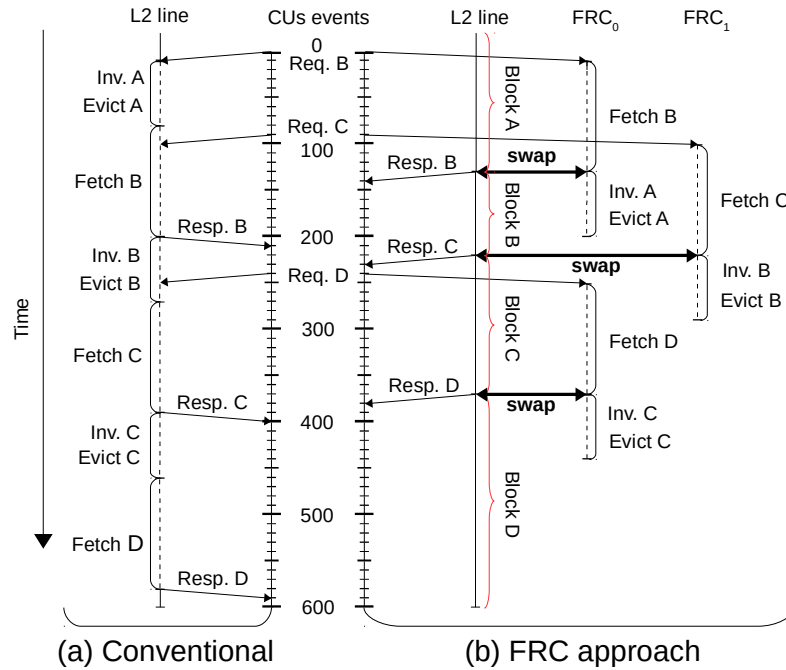 L2 line
CUs events
L2 line
FRC₀
FRC₁
0
Req. B
Inv. A
Evict A
Block A
Fetch B
Req. C
100
Resp. B
swap
Fetch B
Inv. A
Evict A
Fetch C
Resp. B
200
Block B
Inv. B
Evict B
Resp. C
swap
Req. D
Inv. B
Evict B
Time
300
Block C
Fetch C
Fetch D
Resp. D
swap
Resp. C
400
Inv. C
Evict C
Inv. C
Evict C
Block D
500
Fetch D
Resp. D
600
(a) Conventional
(b) FRC approach